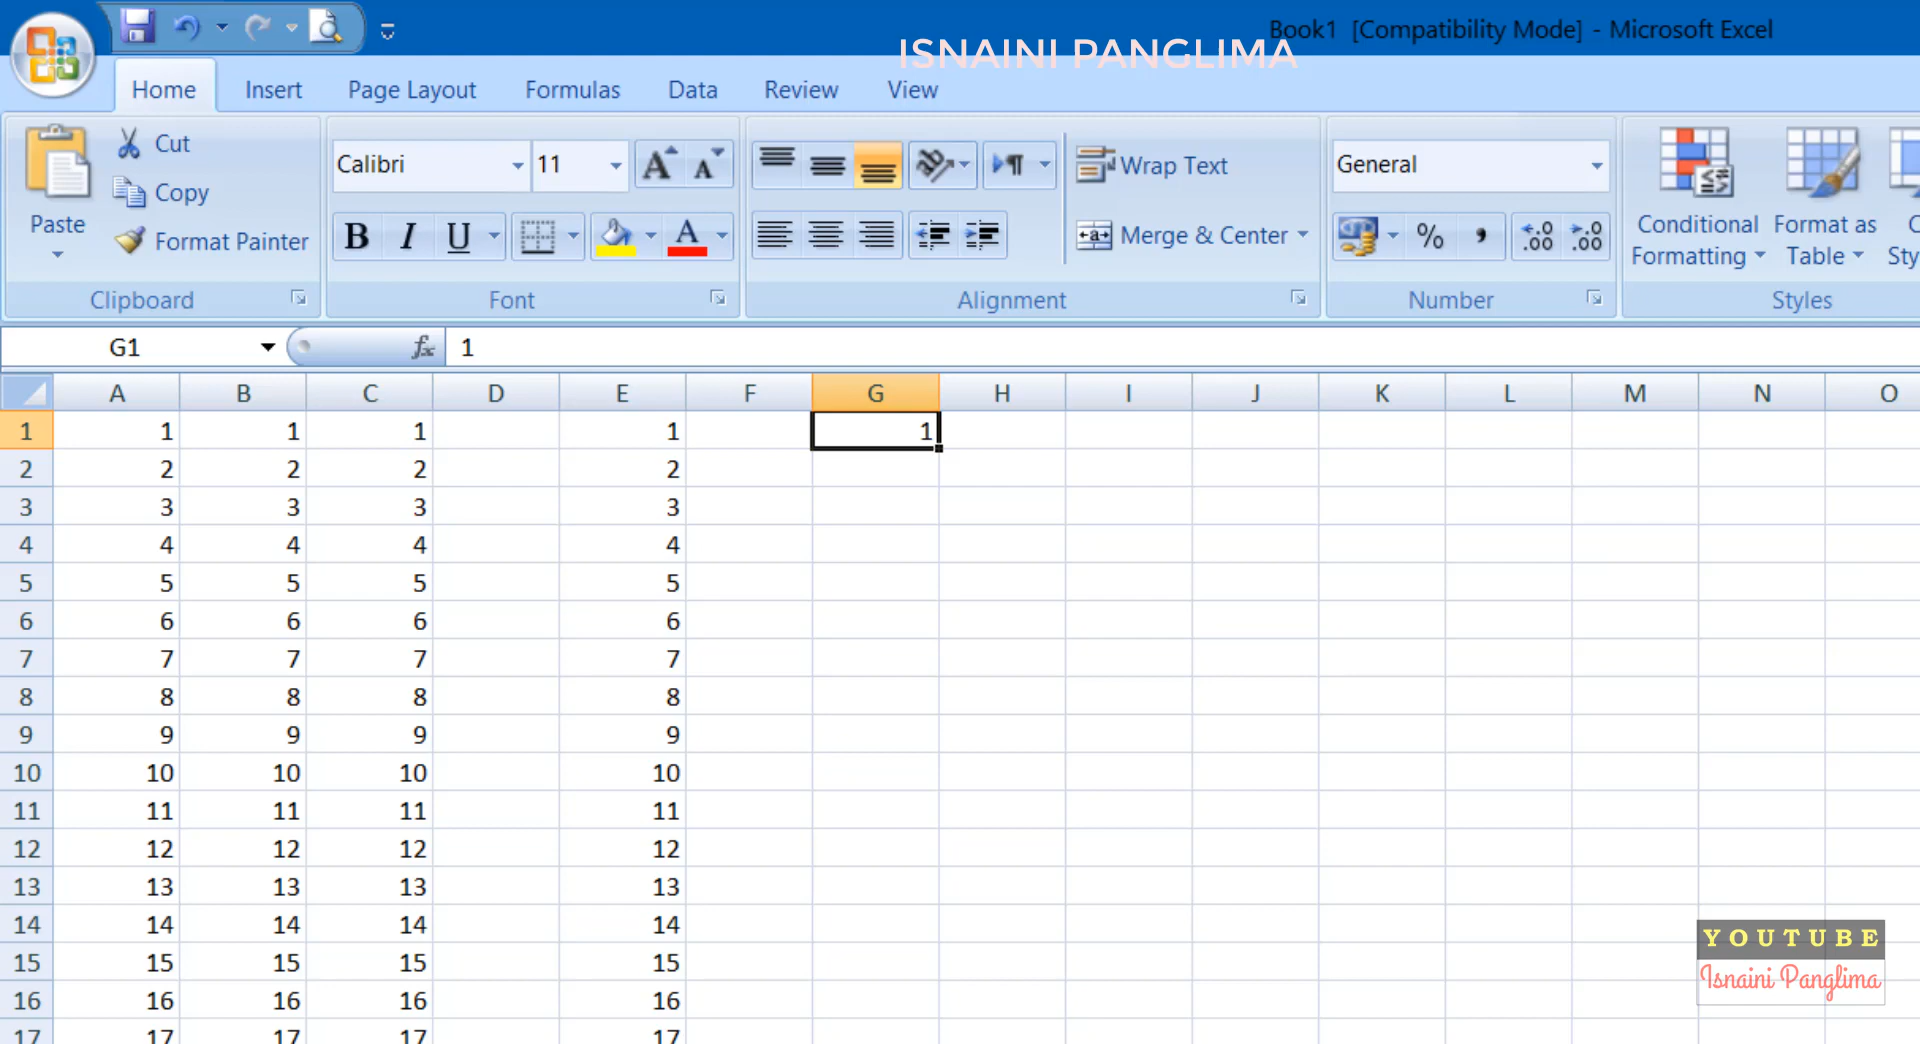 Book1 [Compatibility Mode] - Microsoft Excel
ISNAINI PANGLIMA
Home Insert Page Layout Formulas Data Review View
Paste
Cut
Copy
Format Painter
Clipboard
Calibri 11
B I U A
Font
Wrap Text
Merge & Center
Alignment
General
% , .00 .00
Number
Conditional Formatting
Format as Table
Styles
G1 fx 1
A B C D E F G H I J K L M N O
1 1 1 1 1 1
2 2 2 2 2
3 3 3 3 3
4 4 4 4 4
5 5 5 5 5
6 6 6 6 6
7 7 7 7 7
8 8 8 8 8
9 9 9 9 9
10 10 10 10 10
11 11 11 11 11
12 12 12 12 12
13 13 13 13 13
14 14 14 14 14
15 15 15 15 15
16 16 16 16 16
17 17 17 17 17
YOUTUBE
Isnaini Panglima